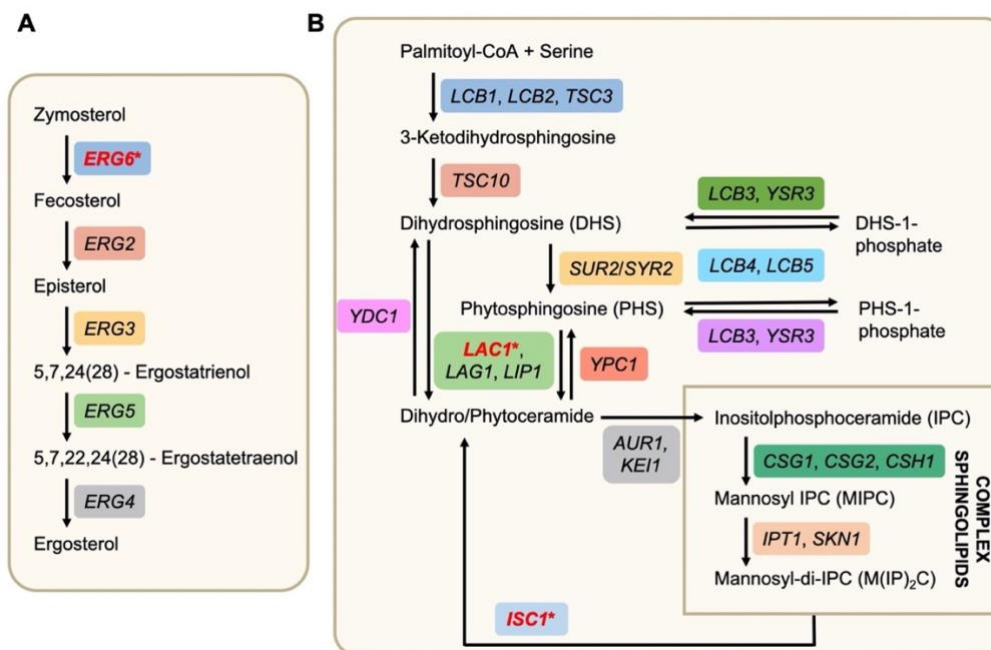 A
Zymosterol
ERG6*
Fecosterol
ERG2
Episterol
ERG3
5,7,24(28) - Ergostatrienol
ERG5
5,7,22,24(28) - Ergostatetraenol
ERG4
Ergosterol
B
Palmitoyl-CoA + Serine
LCB1, LCB2, TSC3
3-Ketodihydrosphingosine
TSC10
Dihydrosphingosine (DHS)
LCB3, YSR3
DHS-1-
phosphate
SUR2/SYR2
LCB4, LCB5
Phytosphingosine (PHS)
PHS-1-
phosphate
LCB3, YSR3
YDC1
LAC1*,
LAG1, LIP1
YPC1
Dihydro/Phytoceramide
AUR1,
KEI1
Inositolphosphoceramide (IPC)
CSG1, CSG2, CSH1
Mannosyl IPC (MIPC)
IPT1, SKN1
Mannosyl-di-IPC (M(IP)₂C)
COMPLEX
SPHINGOLIPIDS
ISC1*